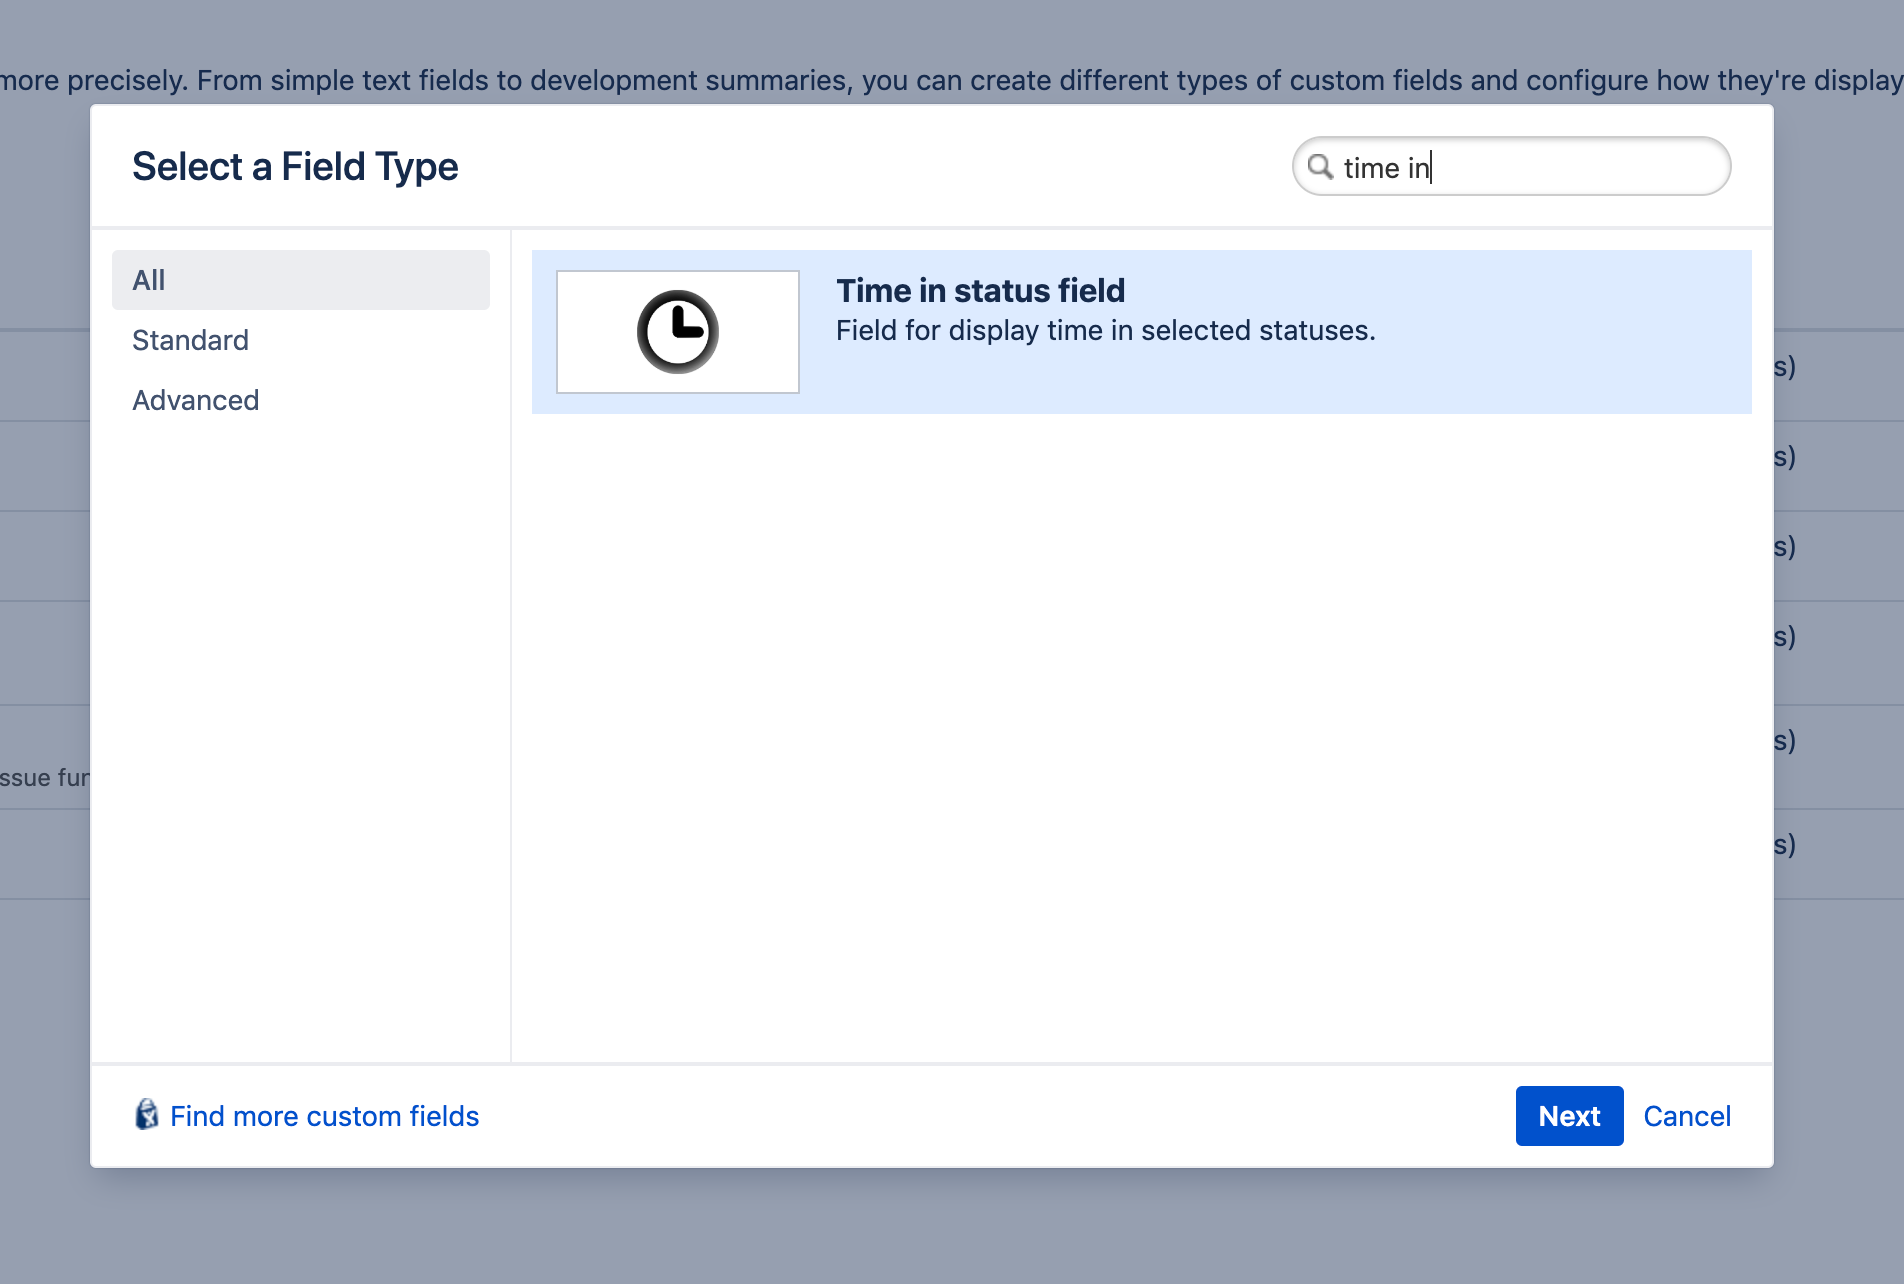 more precisely. From simple text fields to development summaries, you can create different types of custom fields and configure how they're display
Select a Field Type
time in
All
Standard
Advanced
Time in status field
Field for display time in selected statuses.
s)
s)
s)
s)
s)
ssue fun
s)
Find more custom fields
Next
Cancel